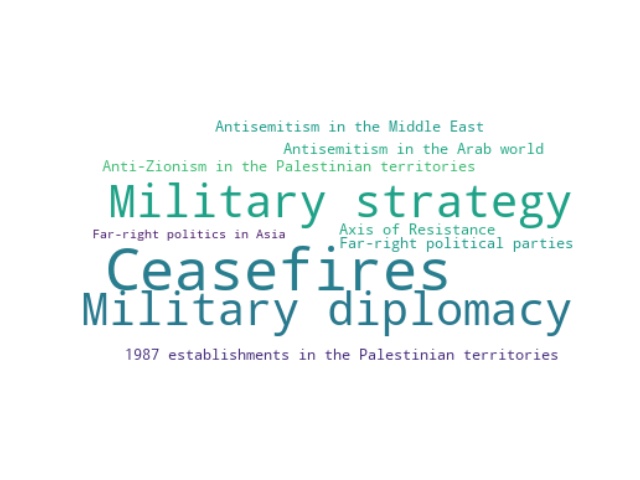 Antisemitism in the Middle East
Antisemitism in the Arab world
Anti-Zionism in the Palestinian territories
Military strategy
Axis of Resistance
Far-right politics in Asia
Far-right political parties
Ceasefires
Military diplomacy
1987 establishments in the Palestinian territories